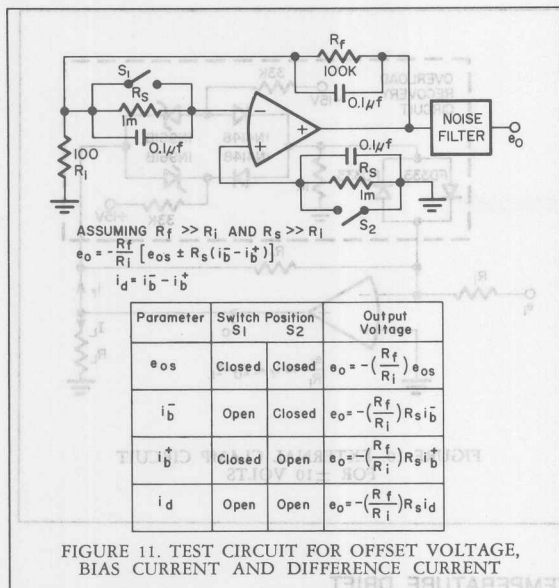 S1
RS
1m
0.1μf
100
Ri
Rf
100K
0.1μf
NOISE
FILTER
eo
0.1μf
RS
1m
S2
ASSUMING Rf >> Ri AND Rs >> Ri
eo = -Rf/Ri [eos ± Rs (ib⁻ - ib⁺)]
id = ib⁻ - ib⁺
Parameter Switch Position Output
S1 S2 Voltage
eos Closed Closed eo = -(Rf/Ri) eos
ib⁻ Open Closed eo = -(Rf/Ri) Rs ib⁻
ib⁺ Closed Open eo = -(Rf/Ri) Rs ib⁺
id Open Open eo = -(Rf/Ri) Rs id
FIGURE 11. TEST CIRCUIT FOR OFFSET VOLTAGE,
BIAS CURRENT AND DIFFERENCE CURRENT